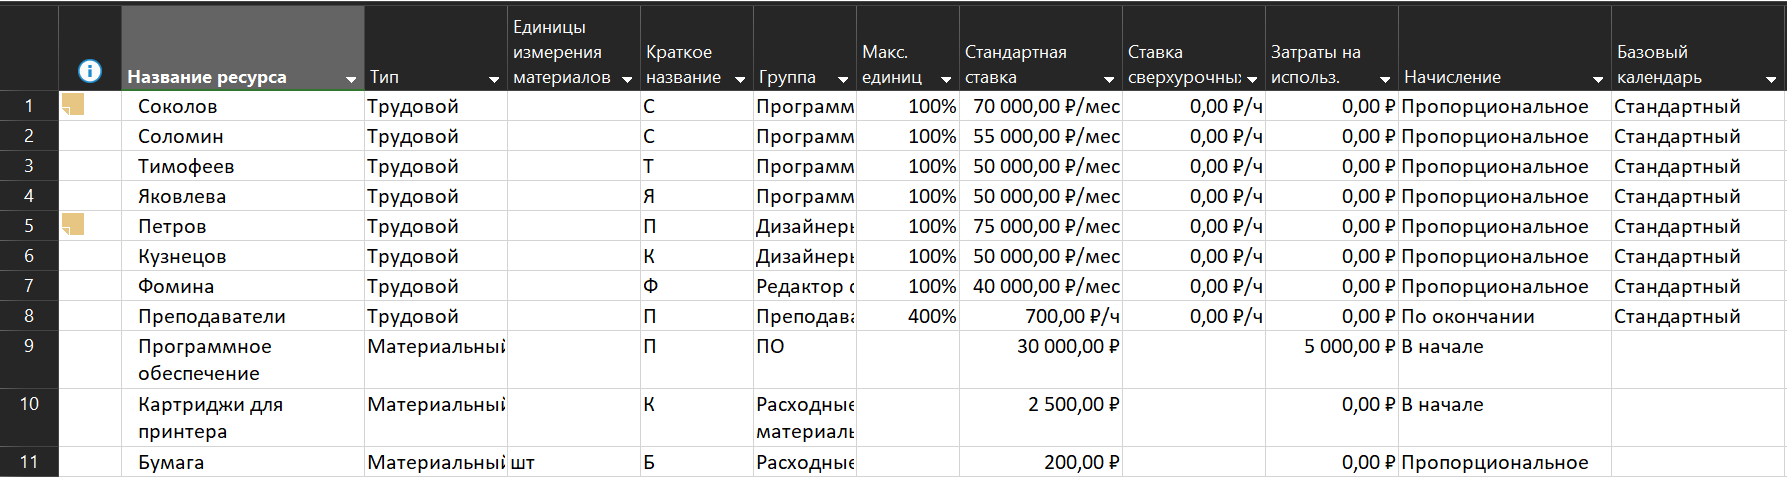 Название ресурса Тип Единицы измерения материалов Краткое название Группа Макс. единиц Стандартная ставка Ставка сверхурочных Затраты на использ. Начисление Базовый календарь
1 Соколов Трудовой С Программ 100% 70 000,00 ₽/мес 0,00 ₽/ч 0,00 ₽ Пропорциональное Стандартный
2 Соломин Трудовой С Программ 100% 55 000,00 ₽/мес 0,00 ₽/ч 0,00 ₽ Пропорциональное Стандартный
3 Тимофеев Трудовой Т Программ 100% 50 000,00 ₽/мес 0,00 ₽/ч 0,00 ₽ Пропорциональное Стандартный
4 Яковлева Трудовой Я Программ 100% 50 000,00 ₽/мес 0,00 ₽/ч 0,00 ₽ Пропорциональное Стандартный
5 Петров Трудовой П Дизайнеры 100% 75 000,00 ₽/мес 0,00 ₽/ч 0,00 ₽ Пропорциональное Стандартный
6 Кузнецов Трудовой К Дизайнеры 100% 50 000,00 ₽/мес 0,00 ₽/ч 0,00 ₽ Пропорциональное Стандартный
7 Фомина Трудовой Ф Редактор с 100% 40 000,00 ₽/мес 0,00 ₽/ч 0,00 ₽ Пропорциональное Стандартный
8 Преподаватели Трудовой П Препода 400% 700,00 ₽/ч 0,00 ₽/ч 0,00 ₽ По окончании Стандартный
9 Программное обеспечение Материальный П ПО 30 000,00 ₽ 5 000,00 ₽ В начале
10 Картриджи для принтера Материальный К Расходные материаль 2 500,00 ₽ 0,00 ₽ В начале
11 Бумага Материальный шт Б Расходные 200,00 ₽ 0,00 ₽ Пропорциональное